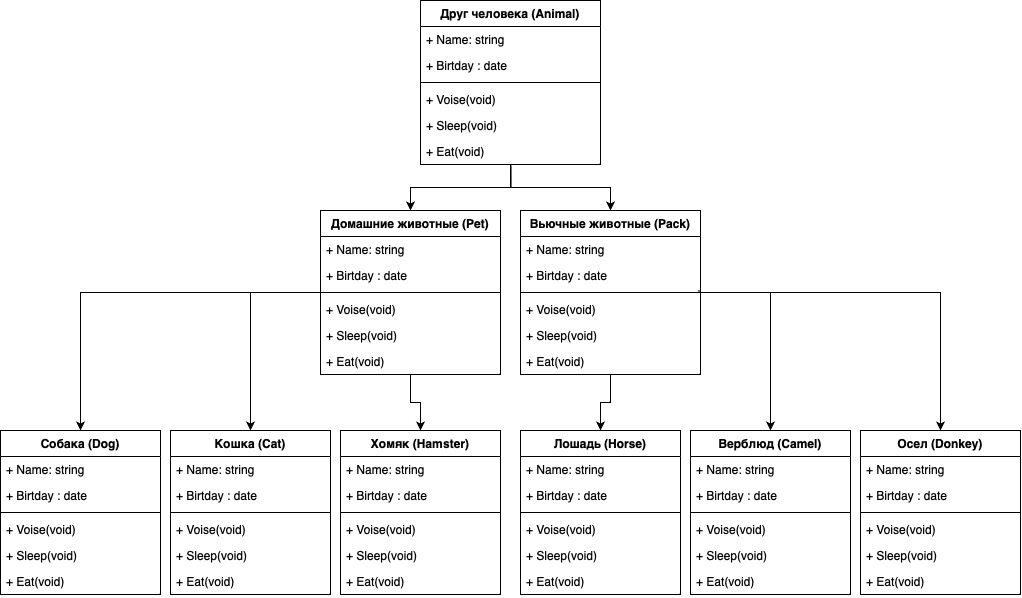 Друг человека (Animal)
+ Name: string
+ Birtday : date
+ Voise(void)
+ Sleep(void)
+ Eat(void)
Домашние животные (Pet)
+ Name: string
+ Birtday : date
+ Voise(void)
+ Sleep(void)
+ Eat(void)
Вьючные животные (Pack)
+ Name: string
+ Birtday : date
+ Voise(void)
+ Sleep(void)
+ Eat(void)
Собака (Dog)
+ Name: string
+ Birtday : date
+ Voise(void)
+ Sleep(void)
+ Eat(void)
Кошка (Cat)
+ Name: string
+ Birtday : date
+ Voise(void)
+ Sleep(void)
+ Eat(void)
Хомяк (Hamster)
+ Name: string
+ Birtday : date
+ Voise(void)
+ Sleep(void)
+ Eat(void)
Лошадь (Horse)
+ Name: string
+ Birtday : date
+ Voise(void)
+ Sleep(void)
+ Eat(void)
Верблюд (Camel)
+ Name: string
+ Birtday : date
+ Voise(void)
+ Sleep(void)
+ Eat(void)
Осел (Donkey)
+ Name: string
+ Birtday : date
+ Voise(void)
+ Sleep(void)
+ Eat(void)